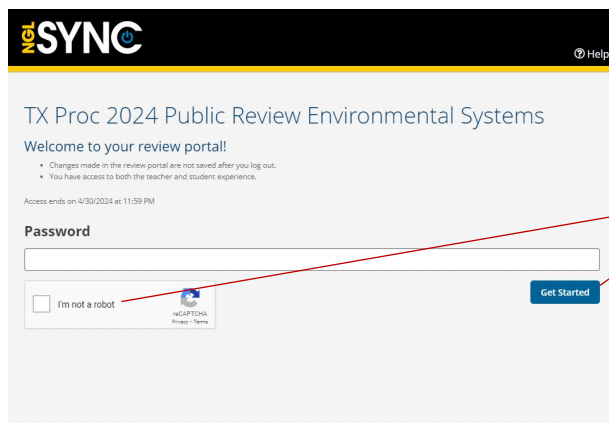 NGL SYNC
Help
TX Proc 2024 Public Review Environmental Systems
Welcome to your review portal!
• Changes made in the review portal are not saved after you log out.
• You have access to both the teacher and student experience.
Access ends on 4/30/2024 at 11:59 PM
Password
I'm not a robot
reCAPTCHA
Privacy - Terms
Get Started